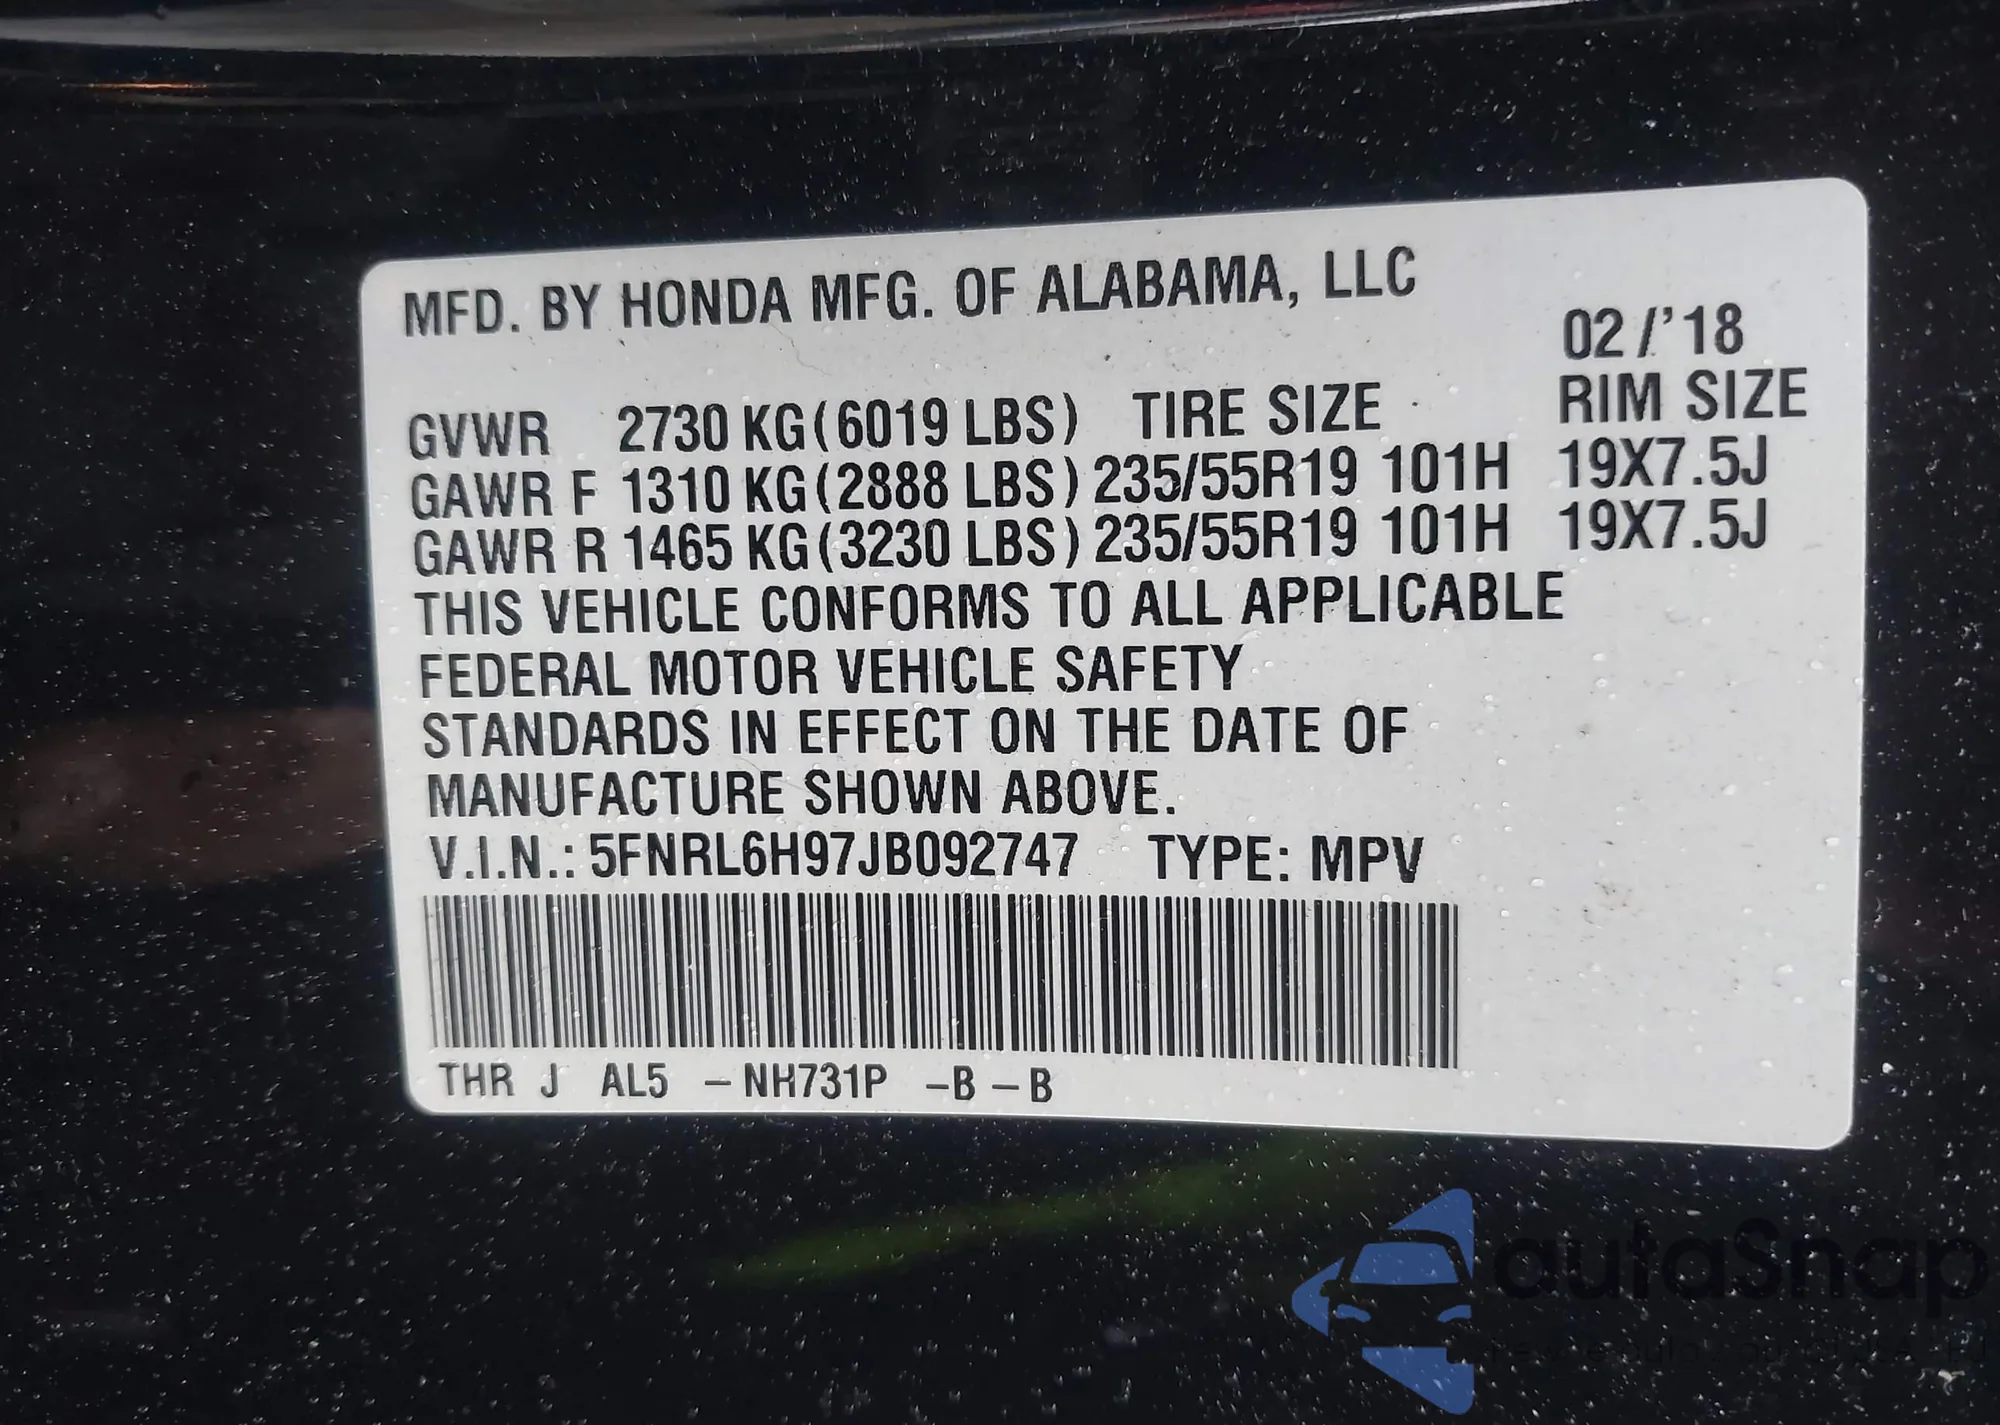 MFD. BY HONDA MFG. OF ALABAMA, LLC
02/'18
GVWR 2730 KG (6019 LBS) TIRE SIZE RIM SIZE
GAWR F 1310 KG (2888 LBS) 235/55R19 101H 19X7.5J
GAWR R 1465 KG (3230 LBS) 235/55R19 101H 19X7.5J
THIS VEHICLE CONFORMS TO ALL APPLICABLE
FEDERAL MOTOR VEHICLE SAFETY
STANDARDS IN EFFECT ON THE DATE OF
MANUFACTURE SHOWN ABOVE.
V.I.N.: 5FNRL6H97JB092747 TYPE: MPV
THR J AL5 - NH731P - B - B
autaSnap